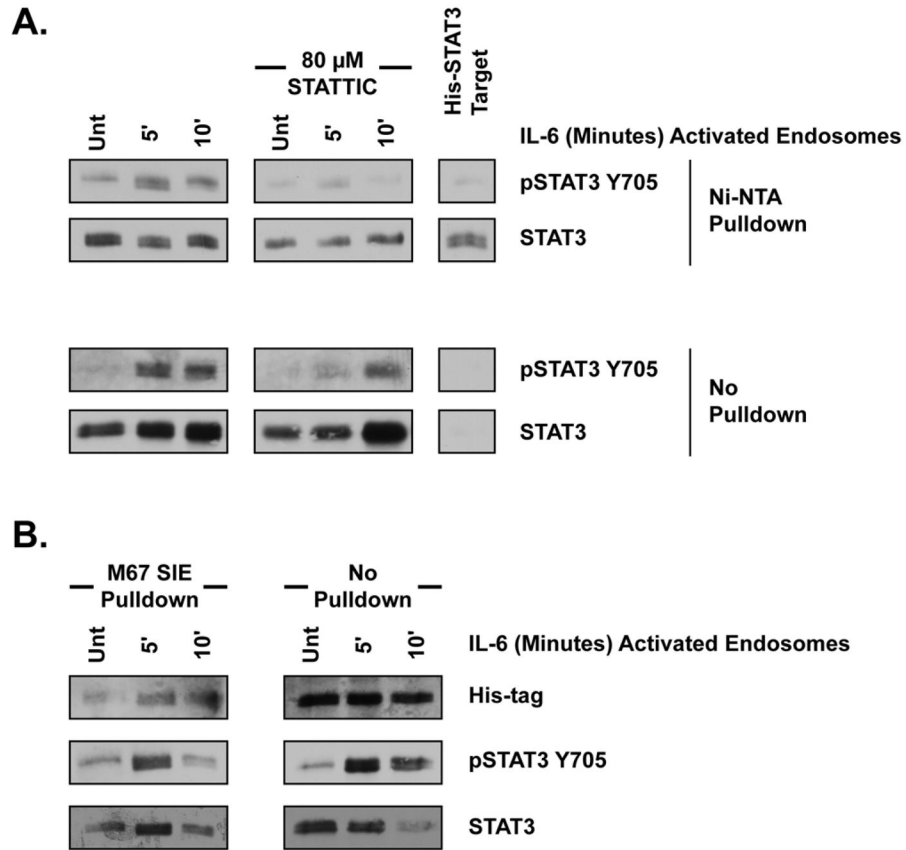 A.
80 µM
STATTIC
His-STAT3
Target
Unt
5'
10'
Unt
5'
10'
IL-6 (Minutes) Activated Endosomes
pSTAT3 Y705
STAT3
Ni-NTA
Pulldown
pSTAT3 Y705
STAT3
No
Pulldown
B.
M67 SIE
Pulldown
No
Pulldown
Unt
5'
10'
Unt
5'
10'
IL-6 (Minutes) Activated Endosomes
His-tag
pSTAT3 Y705
STAT3